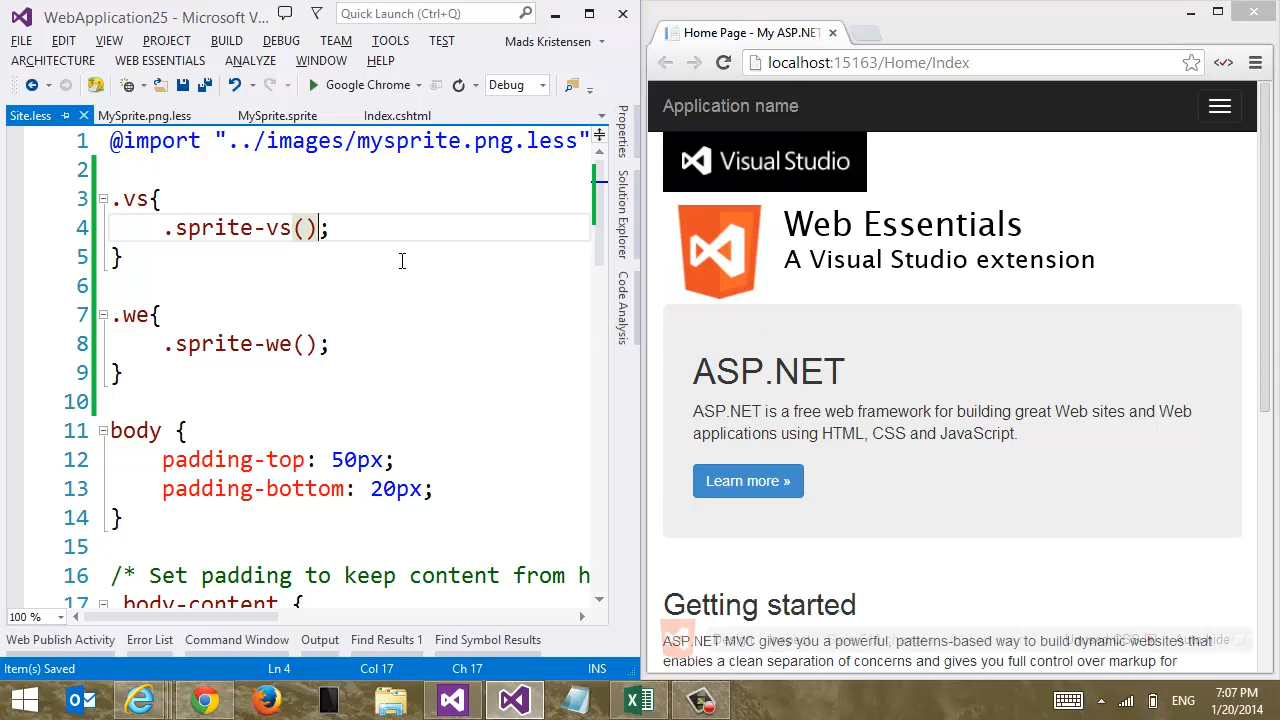 WebApplication25 - Microsoft V...
Quick Launch (Ctrl+Q)
FILE EDIT VIEW PROJECT BUILD DEBUG TEAM TOOLS TEST
Mads Kristensen
ARCHITECTURE WEB ESSENTIALS ANALYZE WINDOW HELP
Google Chrome
Debug
Site.less
MySprite.png.less
MySprite.sprite
Index.cshtml
1 @import "../images/mysprite.png.less"
2
3 .vs{
4 .sprite-vs();
5 }
6
7 .we{
8 .sprite-we();
9 }
10
11 body {
12 padding-top: 50px;
13 padding-bottom: 20px;
14 }
15
16 /* Set padding to keep content from h
17 .body-content {
100 %
Properties
Solution Explorer
Code Analysis
Web Publish Activity Error List Command Window Output Find Results 1 Find Symbol Results
Item(s) Saved Ln 4 Col 17 Ch 17 INS
Home Page - My ASP.NET
localhost:15163/Home/Index
Application name
Visual Studio
Web Essentials
A Visual Studio extension
ASP.NET
ASP.NET is a free web framework for building great Web sites and Web
applications using HTML, CSS and JavaScript.
Learn more »
Getting started
ASP.NET MVC gives you a powerful, patterns-based way to build dynamic websites that
enables a clean separation of concerns and gives you full control over markup for
ENG
7:07 PM
1/20/2014